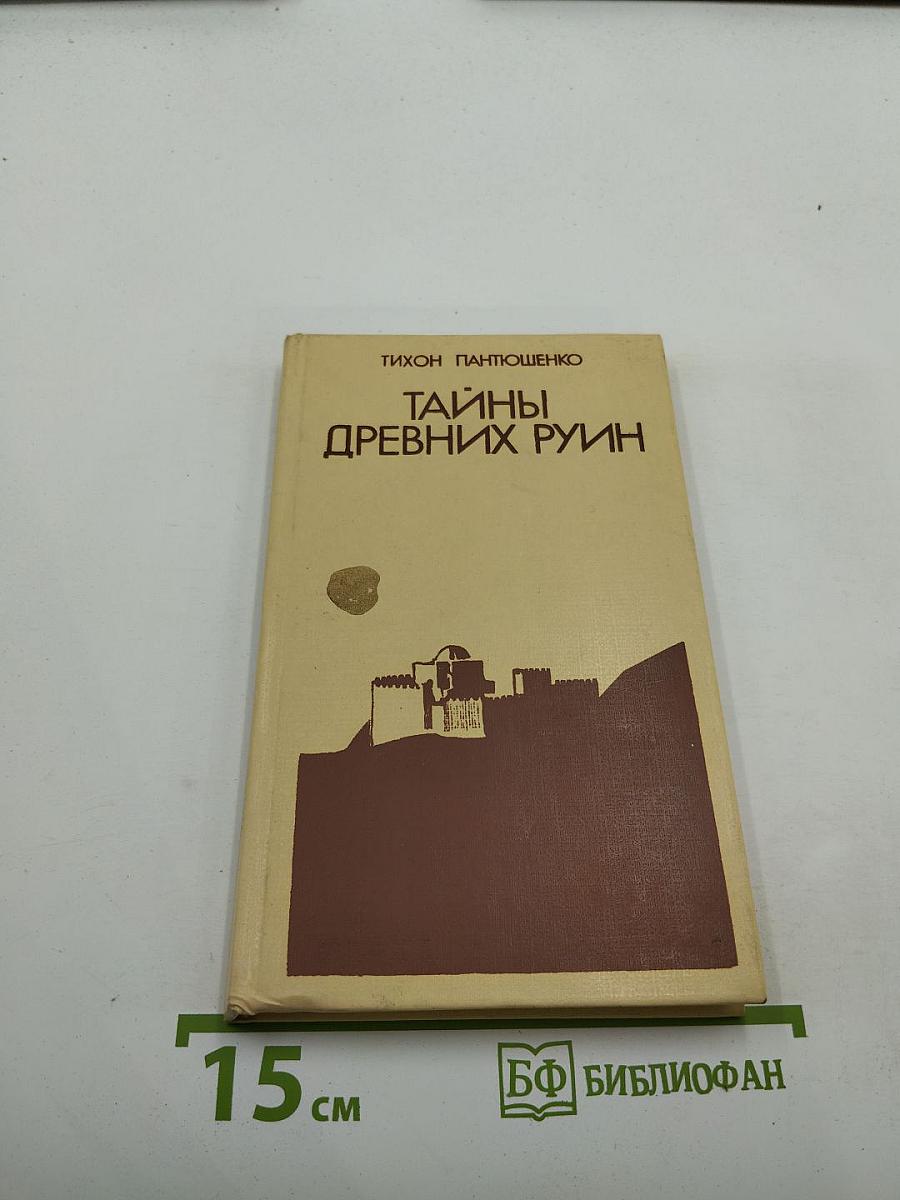 ТИХОН ПАНТЮШЕНКО
ТАЙНЫ
ДРЕВНИХ РУИН
15 см
БФ БИБЛИОФАН